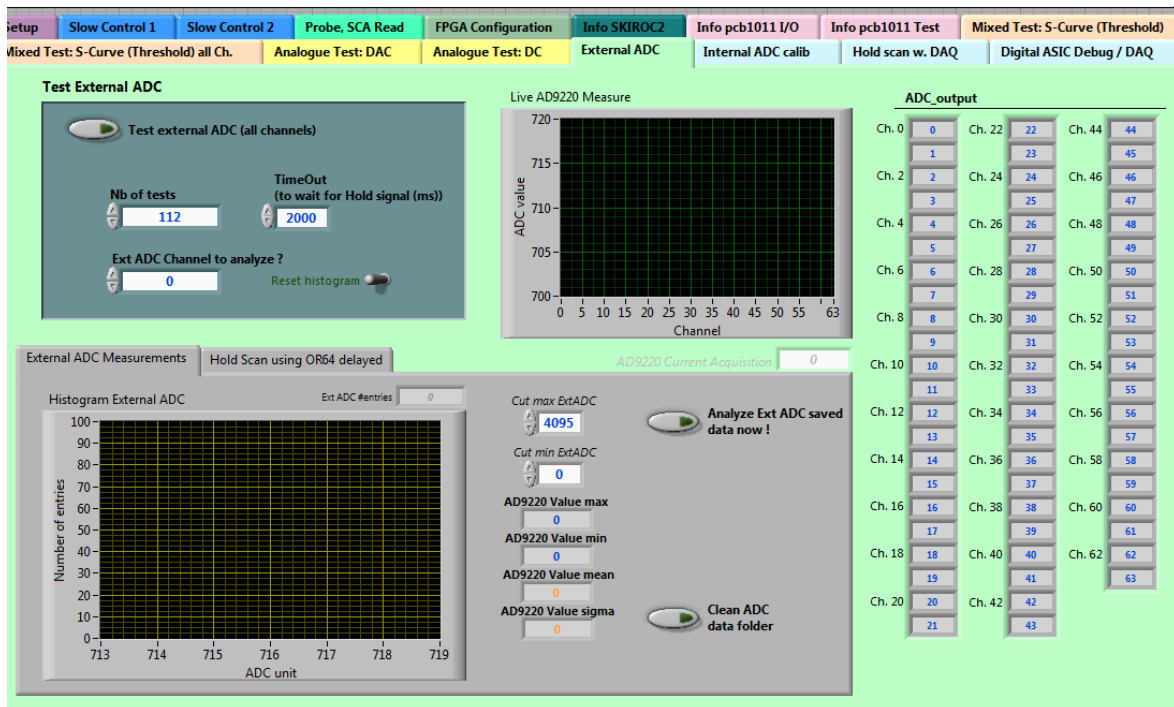 Setup Slow Control 1 Slow Control 2 Probe, SCA Read FPGA Configuration Info SKIROC2 Info pcb1011 I/O Info pcb1011 Test Mixed Test: S-Curve (Threshold)
Mixed Test: S-Curve (Threshold) all Ch. Analogue Test: DAC Analogue Test: DC External ADC Internal ADC calib Hold scan w. DAQ Digital ASIC Debug / DAQ
Test External ADC
Test external ADC (all channels)
Nb of tests
112
TimeOut
(to wait for Hold signal (ms))
2000
Ext ADC Channel to analyze ?
0
Reset histogram
Live AD9220 Measure
ADC value
720
715
710
705
700
0 5 10 15 20 25 30 35 40 45 50 55 63
Channel
AD9220 Current Acquisition 0
External ADC Measurements Hold Scan using OR64 delayed
Histogram External ADC
Ext ADC #entries 0
Number of entries
100
90
80
70
60
50
40
30
20
10
0
713 714 715 716 717 718 719
ADC unit
Cut max ExtADC
4095
Cut min ExtADC
0
AD9220 Value max
0
AD9220 Value min
0
AD9220 Value mean
0
AD9220 Value sigma
0
Analyze Ext ADC saved
data now !
Clean ADC
data folder
ADC_output
Ch. 0 0 Ch. 22 22 Ch. 44 44
1 23 45
Ch. 2 2 Ch. 24 24 Ch. 46 46
3 25 47
Ch. 4 4 Ch. 26 26 Ch. 48 48
5 27 49
Ch. 6 6 Ch. 28 28 Ch. 50 50
7 29 51
Ch. 8 8 Ch. 30 30 Ch. 52 52
9 31 53
Ch. 10 10 Ch. 32 32 Ch. 54 54
11 33 55
Ch. 12 12 Ch. 34 34 Ch. 56 56
13 35 57
Ch. 14 14 Ch. 36 36 Ch. 58 58
15 37 59
Ch. 16 16 Ch. 38 38 Ch. 60 60
17 39 61
Ch. 18 18 Ch. 40 40 Ch. 62 62
19 41 63
Ch. 20 20 Ch. 42 42
21 43